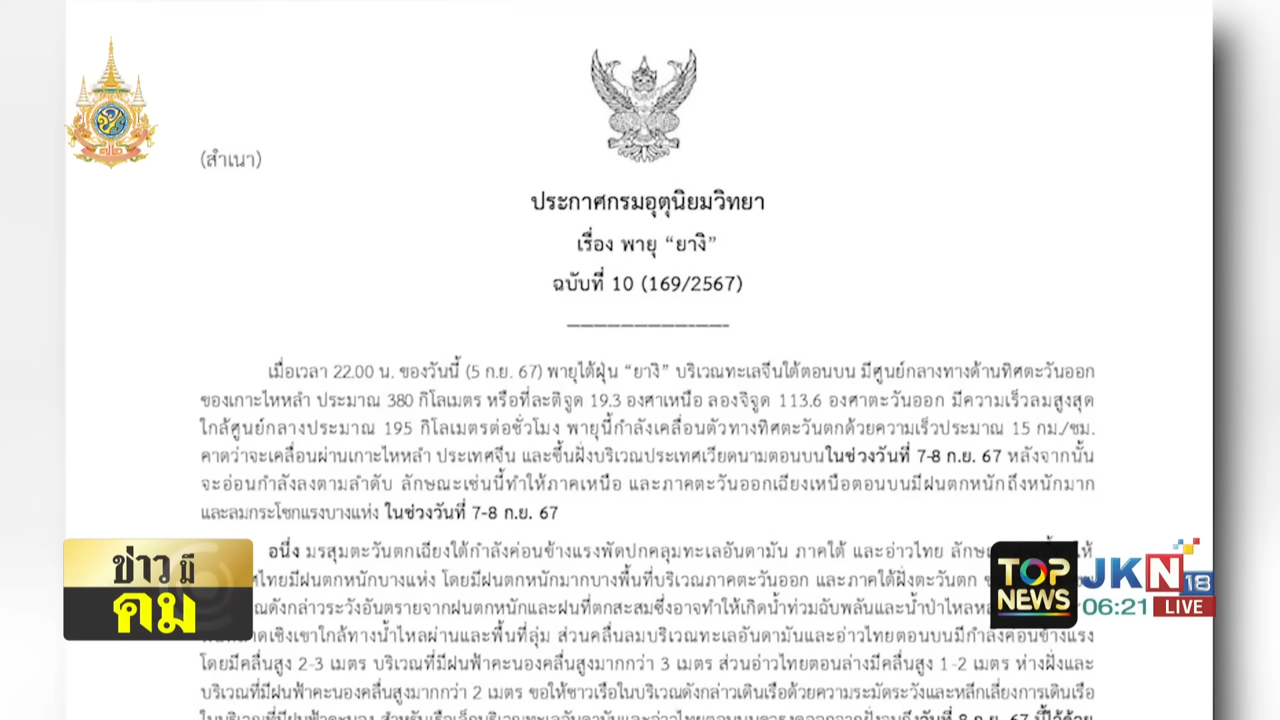 (สำเนา)
ประกาศกรมอุตุนิยมวิทยา
เรื่อง พายุ “ยางิ”
ฉบับที่ 10 (169/2567)
เมื่อเวลา 22.00 น. ของวันนี้ (5 ก.ย. 67) พายุไต้ฝุ่น “ยางิ” บริเวณทะเลจีนใต้ตอนบน มีศูนย์กลางทางด้านทิศตะวันออก
ของเกาะไหหลำ ประมาณ 380 กิโลเมตร หรือที่ละติจูด 19.3 องศาเหนือ ลองจิจูด 113.6 องศาตะวันออก มีความเร็วลมสูงสุด
ใกล้ศูนย์กลางประมาณ 195 กิโลเมตรต่อชั่วโมง พายุนี้กำลังเคลื่อนตัวทางทิศตะวันตกด้วยความเร็วประมาณ 15 กม./ชม.
คาดว่าจะเคลื่อนผ่านเกาะไหหลำ ประเทศจีน และขึ้นฝั่งบริเวณประเทศเวียดนามตอนบนในช่วงวันที่ 7-8 ก.ย. 67 หลังจากนั้น
จะอ่อนกำลังลงตามลำดับ ลักษณะเช่นนี้ทำให้ภาคเหนือ และภาคตะวันออกเฉียงเหนือตอนบนมีฝนตกหนักถึงหนักมาก
และลมกระโชกแรงบางแห่ง ในช่วงวันที่ 7-8 ก.ย. 67
อนึ่ง มรสุมตะวันตกเฉียงใต้กำลังค่อนข้างแรงพัดปกคลุมทะเลอันดามัน ภาคใต้ และอ่าวไทย
มีฝนตกหนักบางแห่ง โดยมีฝนตกหนักมากบางพื้นที่บริเวณภาคตะวันออก และภาคใต้ฝั่งตะวันตก
ดังกล่าวระวังอันตรายจากฝนตกหนักและฝนที่ตกสะสมซึ่งอาจทำให้เกิดน้ำท่วมฉับพลันและน้ำป่าไหล
เชิงเขาใกล้ทางน้ำไหลผ่านและพื้นที่ลุ่ม ส่วนคลื่นลมบริเวณทะเลอันดามันและอ่าวไทยตอนบนมีกำลังค่อนข้างแรง
โดยมีคลื่นสูง 2-3 เมตร บริเวณที่มีฝนฟ้าคะนองคลื่นสูงมากกว่า 3 เมตร ส่วนอ่าวไทยตอนล่างมีคลื่นสูง 1-2 เมตร ห่างฝั่งและ
บริเวณที่มีฝนฟ้าคะนองคลื่นสูงมากกว่า 2 เมตร ขอให้ชาวเรือในบริเวณดังกล่าวเดินเรือด้วยความระมัดระวังและหลีกเลี่ยงการเดินเรือ
ในบริเวณที่มีฝนฟ้าคะนอง
ข่าวมี
คม
TOP
NEWS
JKN
18
06:21 LIVE